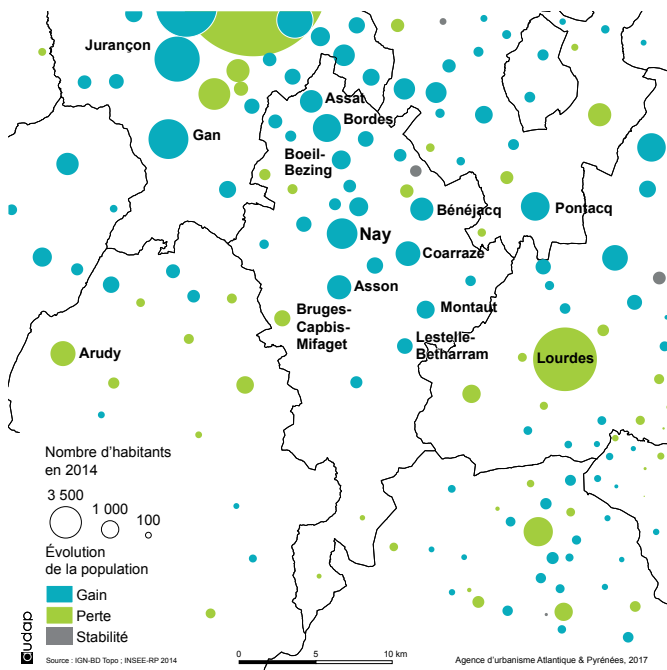 Jurançon
Assat
Bordes
Gan
Boeil-
Bezing
Bénéjacq
Pontacq
Nay
Coarraze
Asson
Montaut
Bruges-
Capbis-
Mifaget
Lestelle-
Betharram
Arudy
Lourdes
Nombre d'habitants
en 2014
3 500
1 000
100
Évolution
de la population
Gain
Perte
Stabilité
audap
Source : IGN-BD Topo ; INSEE-RP 2014
0 5 10 km
Agence d'urbanisme Atlantique & Pyrénées, 2017